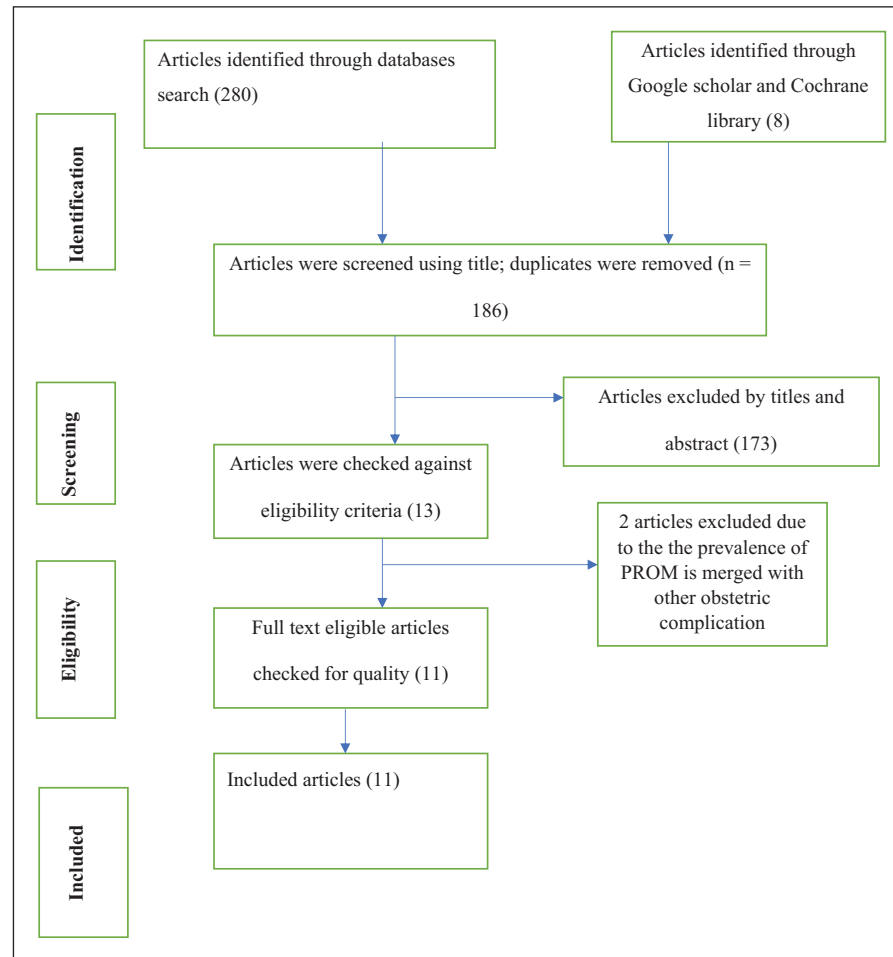 Identification
Articles identified through databases
search (280)
Articles identified through
Google scholar and Cochrane
library (8)
Articles were screened using title; duplicates were removed (n =
186)
Screening
Articles excluded by titles and
abstract (173)
Articles were checked against
eligibility criteria (13)
Eligibility
2 articles excluded due
to the the prevalence of
PROM is merged with
other obstetric
complication
Full text eligible articles
checked for quality (11)
Included
Included articles (11)